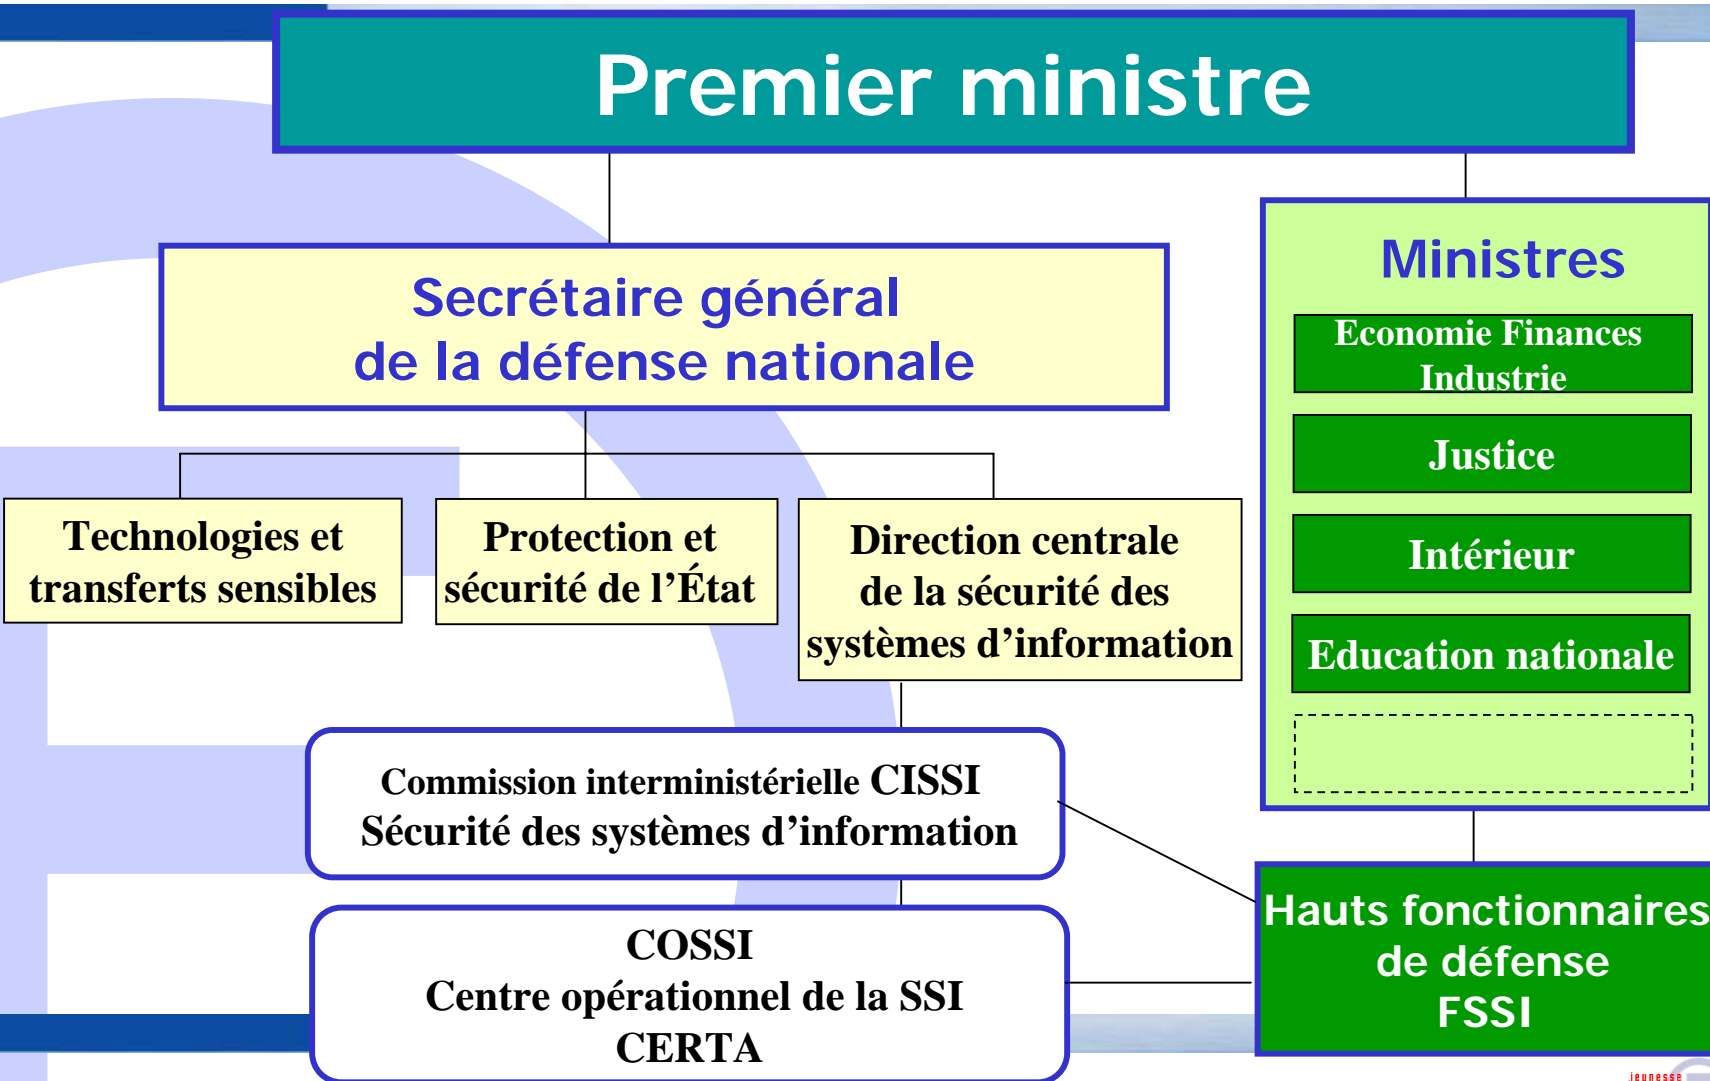 Premier ministre
Secrétaire général
de la défense nationale
Technologies et
transferts sensibles
Protection et
sécurité de l’État
Direction centrale
de la sécurité des
systèmes d’information
Commission interministérielle CISSI
Sécurité des systèmes d’information
COSSI
Centre opérationnel de la SSI
CERTA
Ministres
Economie Finances
Industrie
Justice
Intérieur
Education nationale
Hauts fonctionnaires
de défense
FSSI
jeunesse